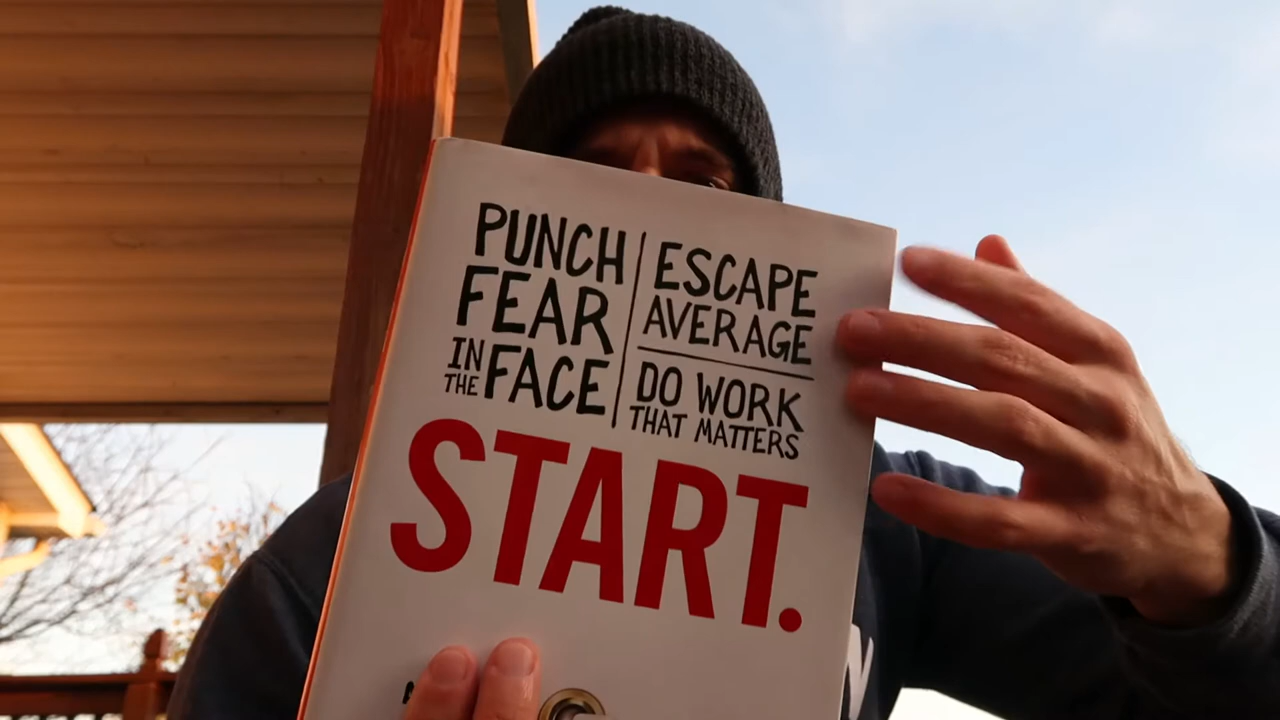 PUNCH
FEAR
IN THE FACE
ESCAPE
AVERAGE
DO WORK
THAT MATTERS
START.